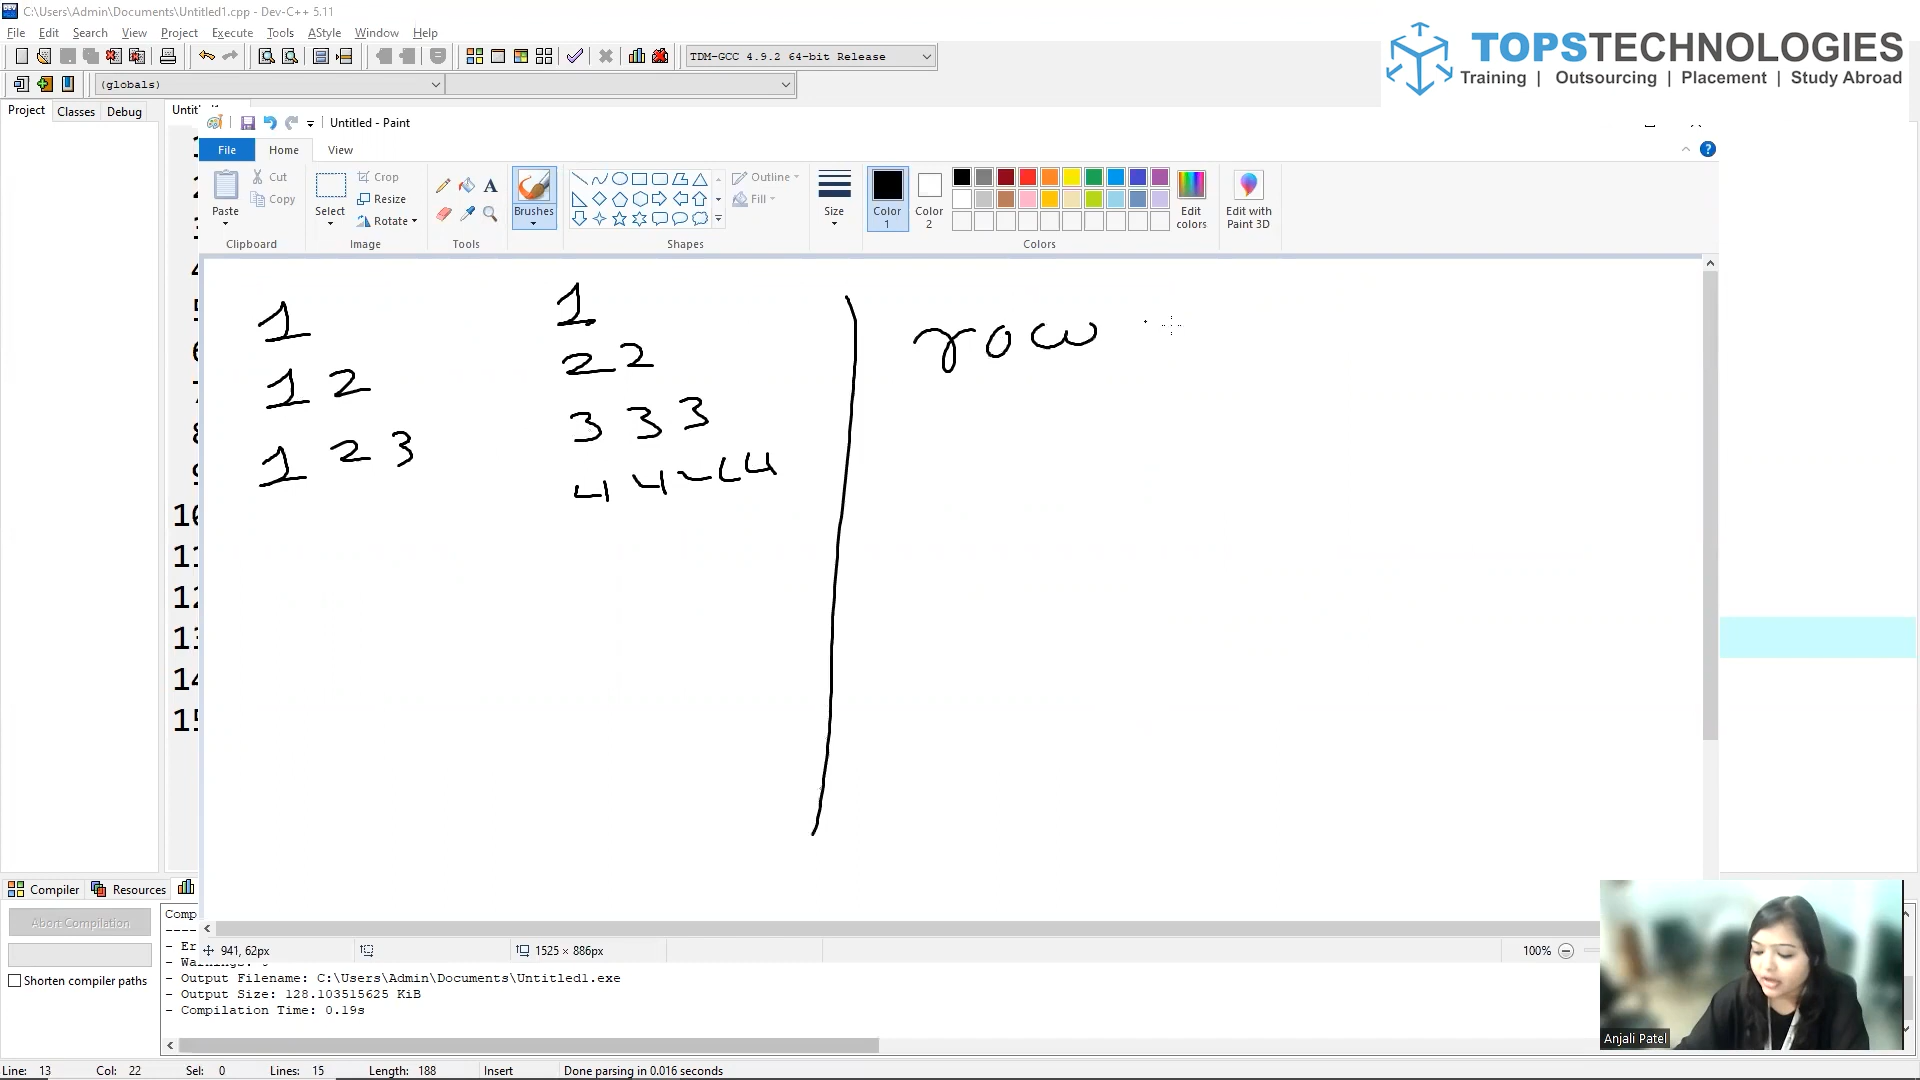 C:\Users\Admin\Documents\Untitled1.cpp - Dev-C++ 5.11
File Edit Search View Project Execute Tools AStyle Window Help
TDM-GCC 4.9.2 64-bit Release
TOPSTECHNOLOGIES
Training | Outsourcing | Placement | Study Abroad
(globals)
Project Classes Debug
Untitled - Paint
File Home View
Paste Cut Copy
Clipboard
Select Crop Resize Rotate
Image
A
Tools
Brushes
Outline Fill
Shapes
Size
Color 1
Color 2
Edit colors
Edit with Paint 3D
Colors
1
1 2
1 2 3
1
2 2
3 3 3
4 4 4 4
row
4
5
6
7
8
9
10
11
12
13
14
15
Compiler Resources
Abort Compilation
Shorten compiler paths
941, 62px
1525 × 886px
100%
- Output Filename: C:\Users\Admin\Documents\Untitled1.exe
- Output Size: 128.103515625 KiB
- Compilation Time: 0.19s
Anjali Patel
Line: 13 Col: 22 Sel: 0 Lines: 15 Length: 188 Insert Done parsing in 0.016 seconds